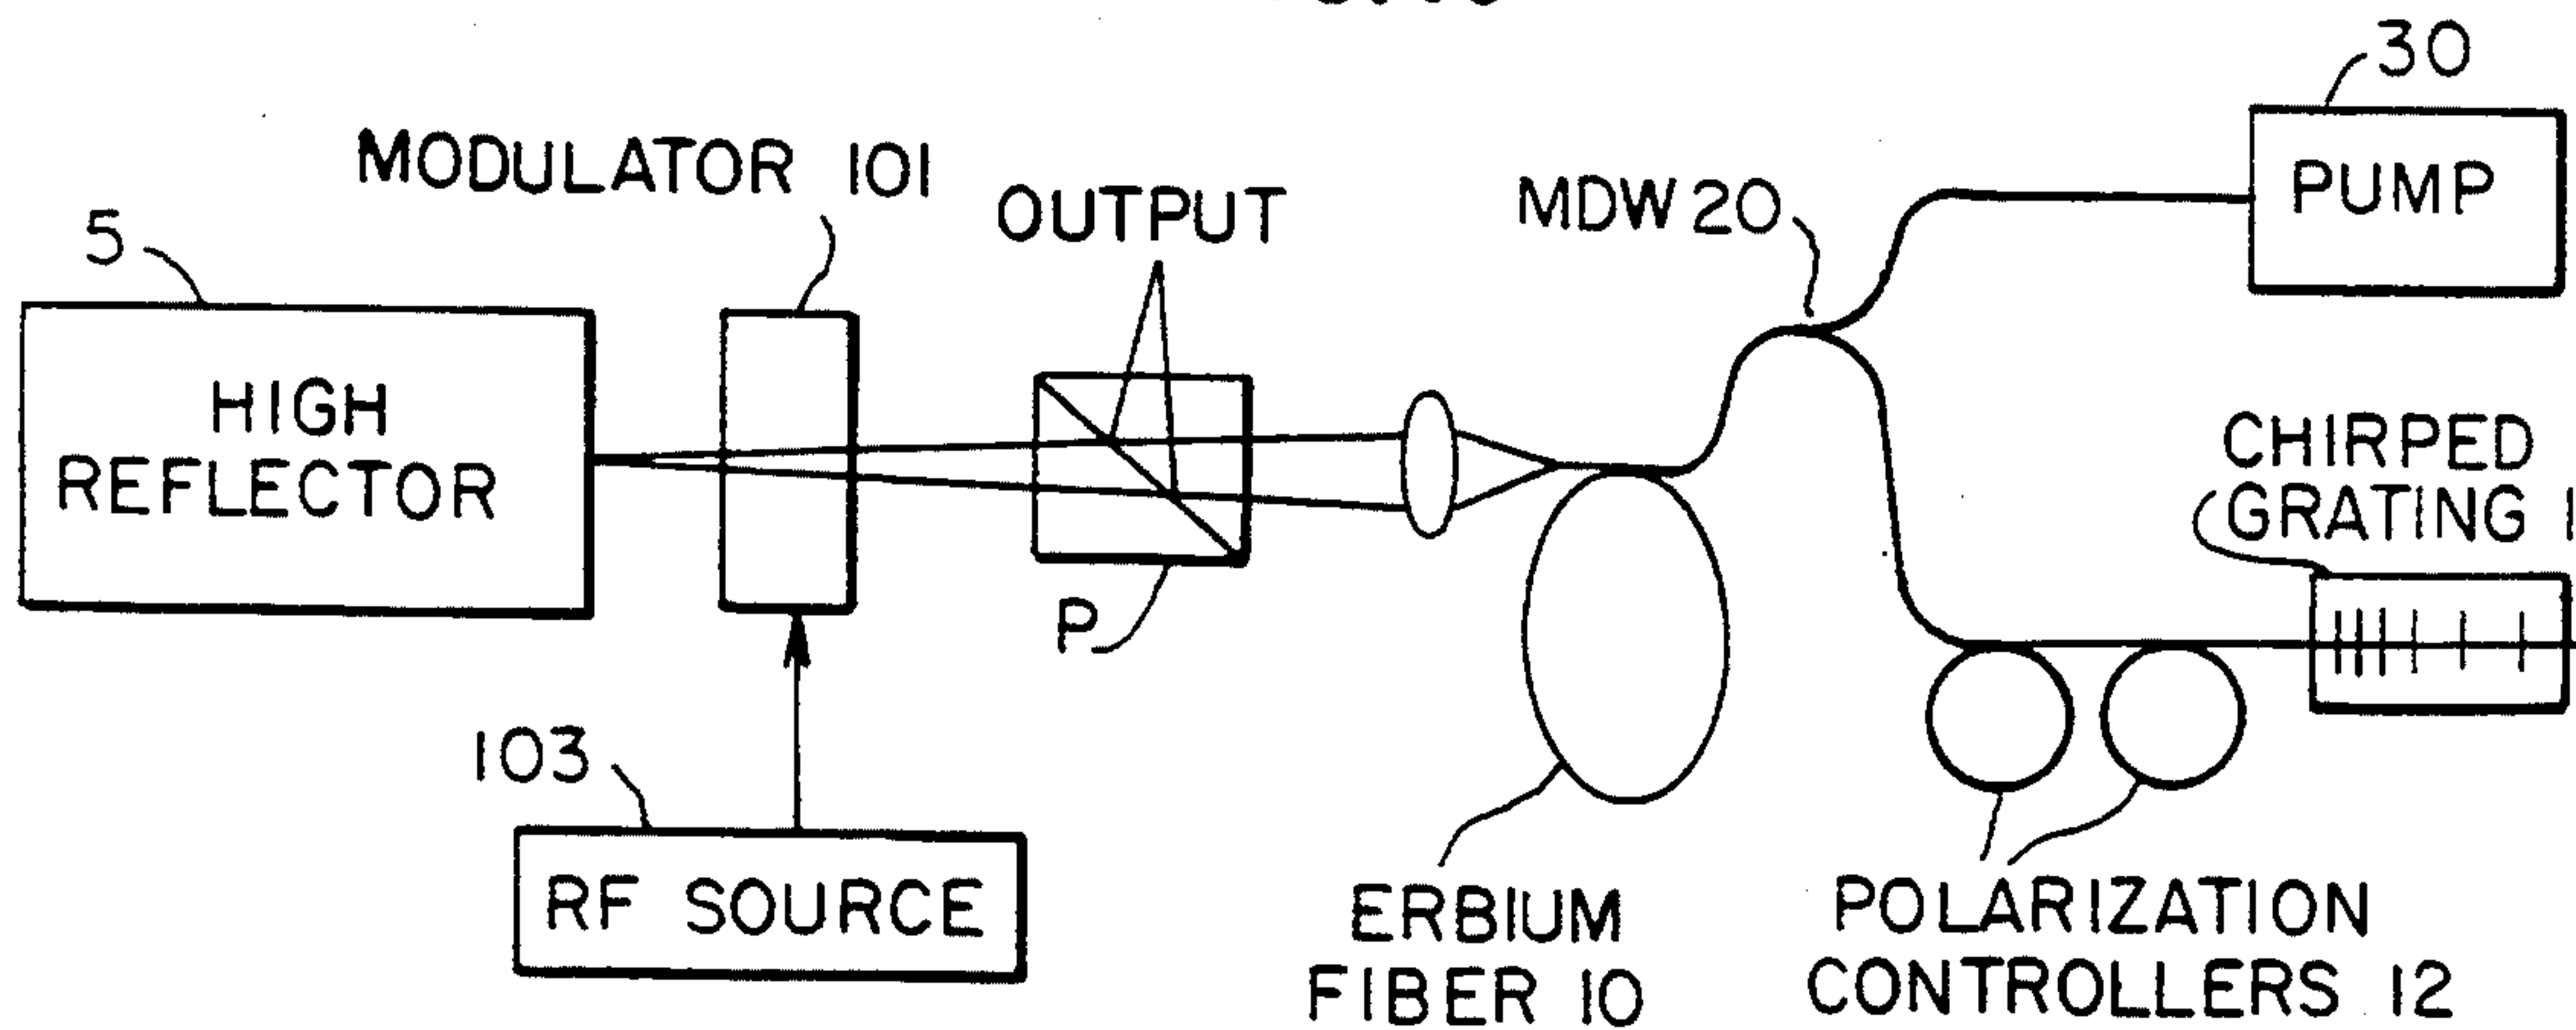 30
MODULATOR 101
PUMP
OUTPUT
MDW 20
5
HIGH
REFLECTOR
CHIRPED
GRATING 1
P
103
RF SOURCE
ERBIUM
FIBER 10
POLARIZATION
CONTROLLERS 12